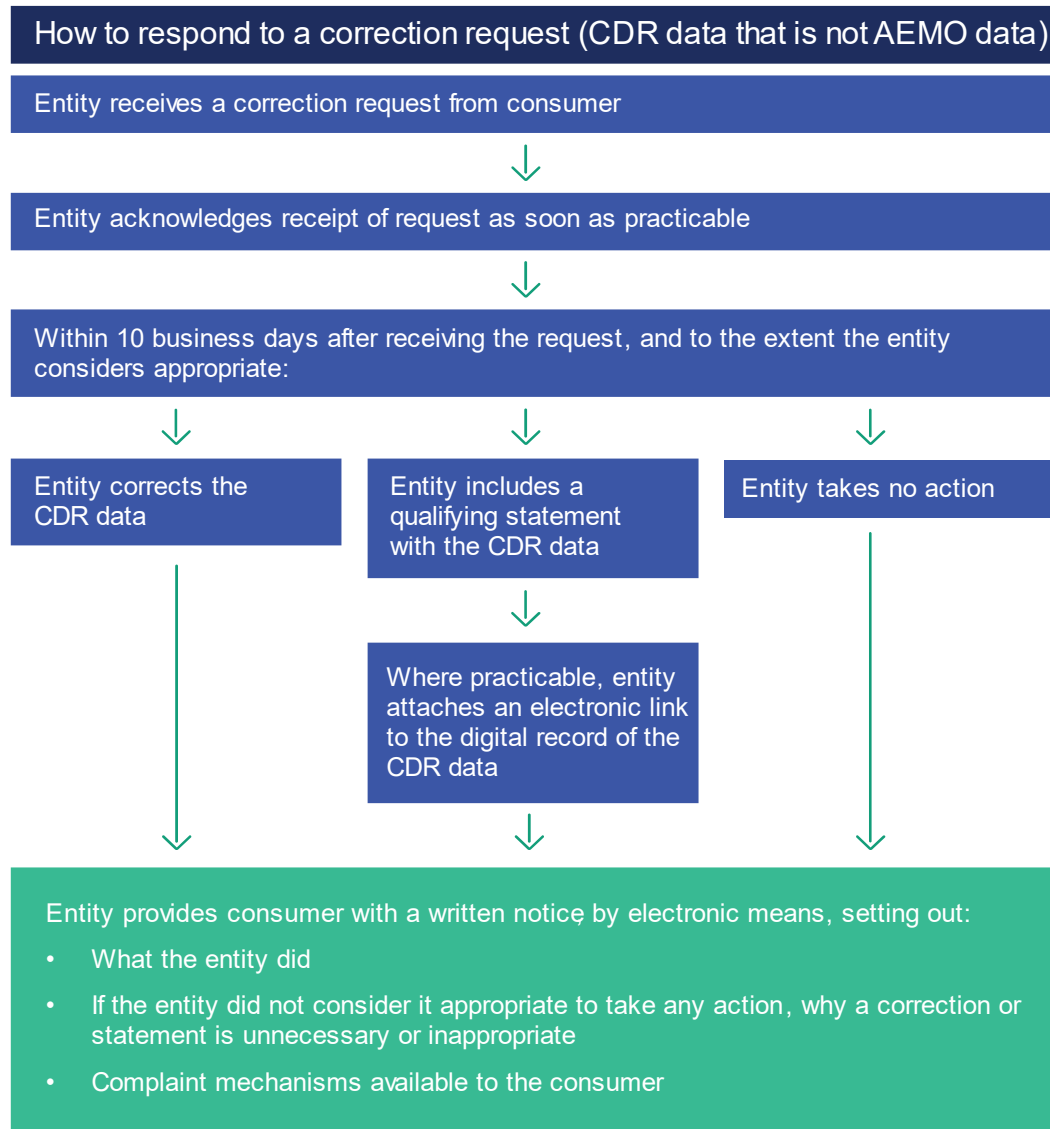 How to respond to a correction request (CDR data that is not AEMO data)
Entity receives a correction request from consumer
Entity acknowledges receipt of request as soon as practicable
Within 10 business days after receiving the request, and to the extent the entity
considers appropriate:
Entity corrects the
CDR data
Entity includes a
qualifying statement
with the CDR data
Entity takes no action
Where practicable, entity
attaches an electronic link
to the digital record of the
CDR data
Entity provides consumer with a written notice, by electronic means, setting out:
• What the entity did
• If the entity did not consider it appropriate to take any action, why a correction or
statement is unnecessary or inappropriate
• Complaint mechanisms available to the consumer